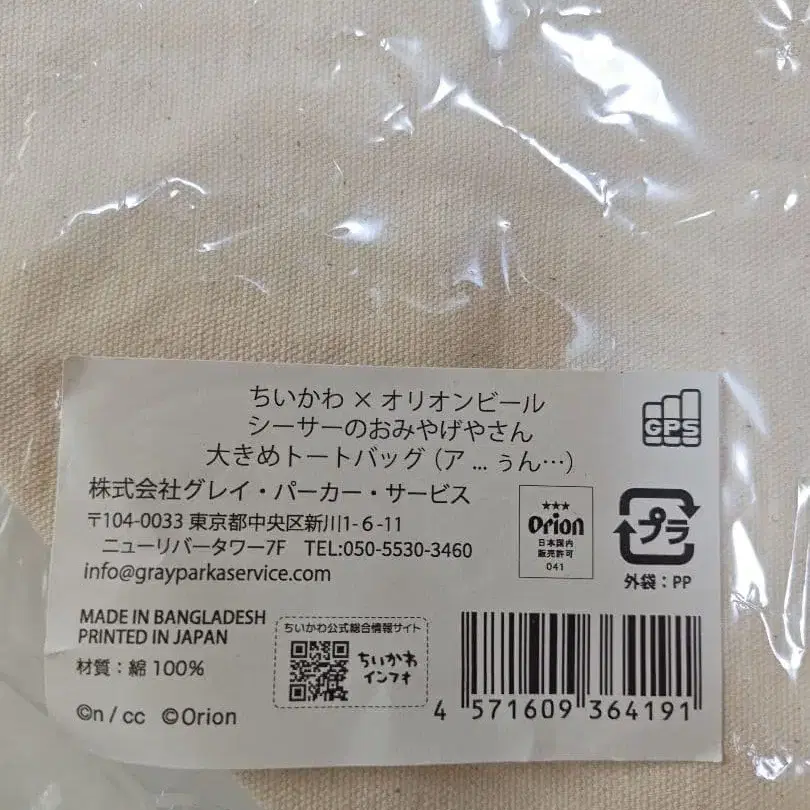 ちいかわ × オリオンビール
シーサーのおみやげやさん
大きめトートバッグ（ア ... ぅん…）
株式会社グレイ・パーカー・サービス
〒104-0033 東京都中央区新川1-6-11
ニューリバータワー7F TEL:050-5530-3460
info@grayparkaservice.com
GPS
★★★
Orion
日本国内
販売許可
041
プラ
外袋：PP
MADE IN BANGLADESH
PRINTED IN JAPAN
材質：綿 100%
©n / cc ©Orion
ちいかわ公式総合情報サイト
ちいかわ
インフォ
4 571609 364191